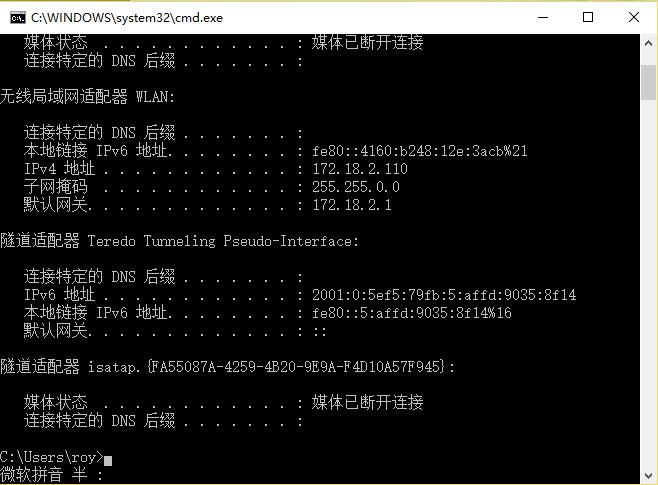 C:\WINDOWS\system32\cmd.exe
媒体状态 . . . . . . . . . . . . : 媒体已断开连接
连接特定的 DNS 后缀 . . . . . . . :
无线局域网适配器 WLAN:
连接特定的 DNS 后缀 . . . . . . . :
本地链接 IPv6 地址. . . . . . . . : fe80::4160:b248:12e:3acb%21
IPv4 地址 . . . . . . . . . . . . : 172.18.2.110
子网掩码 . . . . . . . . . . . . : 255.255.0.0
默认网关. . . . . . . . . . . . . : 172.18.2.1
隧道适配器 Teredo Tunneling Pseudo-Interface:
连接特定的 DNS 后缀 . . . . . . . :
IPv6 地址 . . . . . . . . . . . . : 2001:0:5ef5:79fb:5:affd:9035:8f14
本地链接 IPv6 地址. . . . . . . . : fe80::5:affd:9035:8f14%16
默认网关. . . . . . . . . . . . . : ::
隧道适配器 isatap.{FA55087A-4259-4B20-9E9A-F4D10A57F945}:
媒体状态 . . . . . . . . . . . . : 媒体已断开连接
连接特定的 DNS 后缀 . . . . . . . :
C:\Users\roy>
微软拼音 半 :